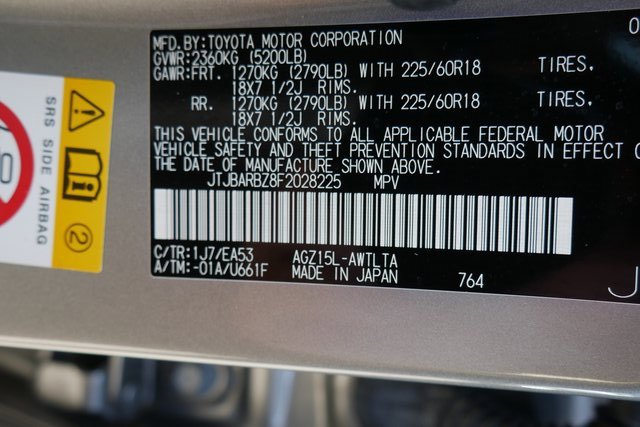 MFD.BY:TOYOTA MOTOR CORPORATION
GVWR:2360KG (5200LB)
GAWR:FRT. 1270KG (2790LB) WITH 225/60R18 TIRES.
18X7 1/2J RIMS.
RR. 1270KG (2790LB) WITH 225/60R18 TIRES.
18X7 1/2J RIMS.
THIS VEHICLE CONFORMS TO ALL APPLICABLE FEDERAL MOTOR
VEHICLE SAFETY AND THEFT PREVENTION STANDARDS IN EFFECT
THE DATE OF MANUFACTURE SHOWN ABOVE.
JTJBARBZ8F2028225 MPV
C/TR:1J7/EA53 AGZ15L-AWTLTA
A/TM:-01A/U661F MADE IN JAPAN 764
SRS SIDE AIRBAG
2